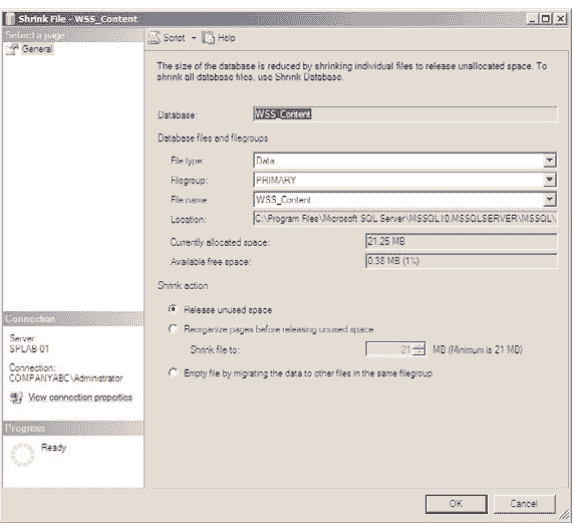 Shrink File - WSS_Content
Select a page
General
Script
Help
The size of the database is reduced by shrinking individual files to release unallocated space. To
shrink all database files, use Shrink Database.
Database:
WSS_Content
Database files and filegroups
File type:
Data
Filegroup:
PRIMARY
File name:
WSS_Content
Location:
C:\Program Files\Microsoft SQL Server\MSSQL10.MSSQLSERVER\MSSQL\
Currently allocated space:
21.25 MB
Available free space:
0.38 MB (1%)
Shrink action
Release unused space
Reorganize pages before releasing unused space
Shrink file to:
21
MB (Minimum is 21 MB)
Empty file by migrating the data to other files in the same filegroup
Connection
Server:
SPLAB 01
Connection:
COMPANYABC\Administrator
View connection properties
Progress
Ready
OK
Cancel